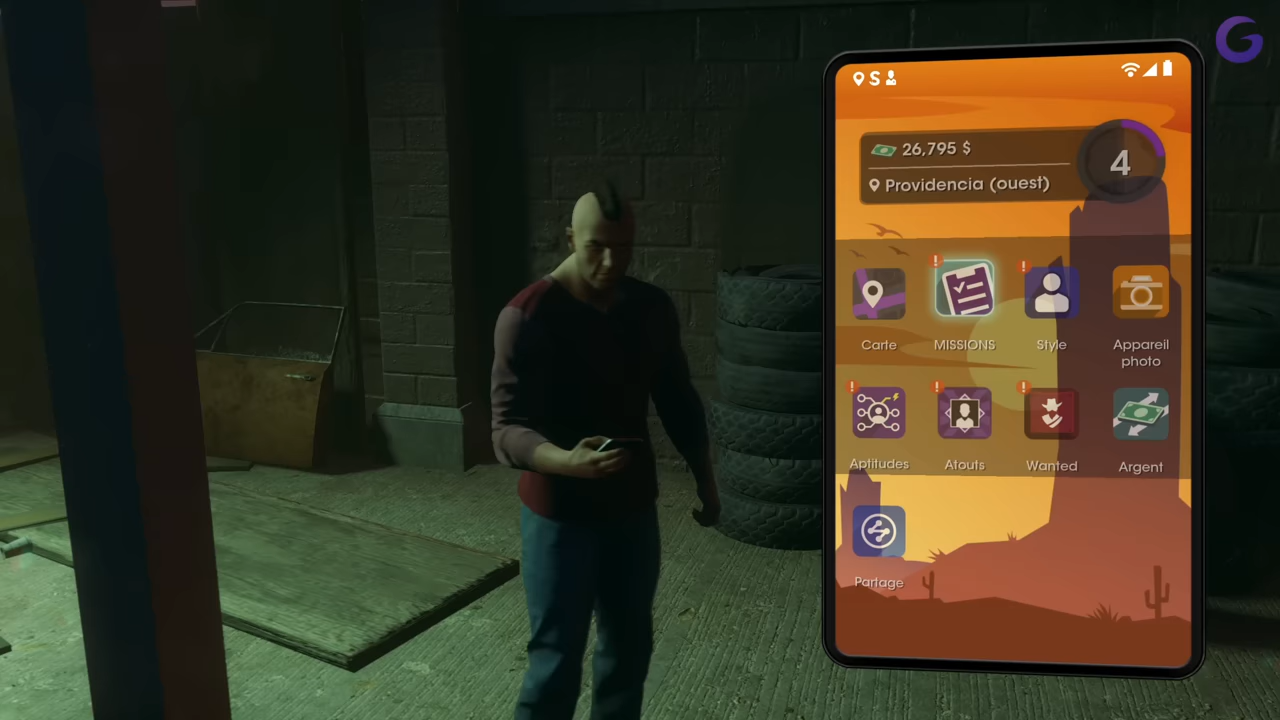 26,795 $
4
Providencia (ouest)
Carte
MISSIONS
Style
Appareil
photo
Aptitudes
Atouts
Wanted
Argent
Partage